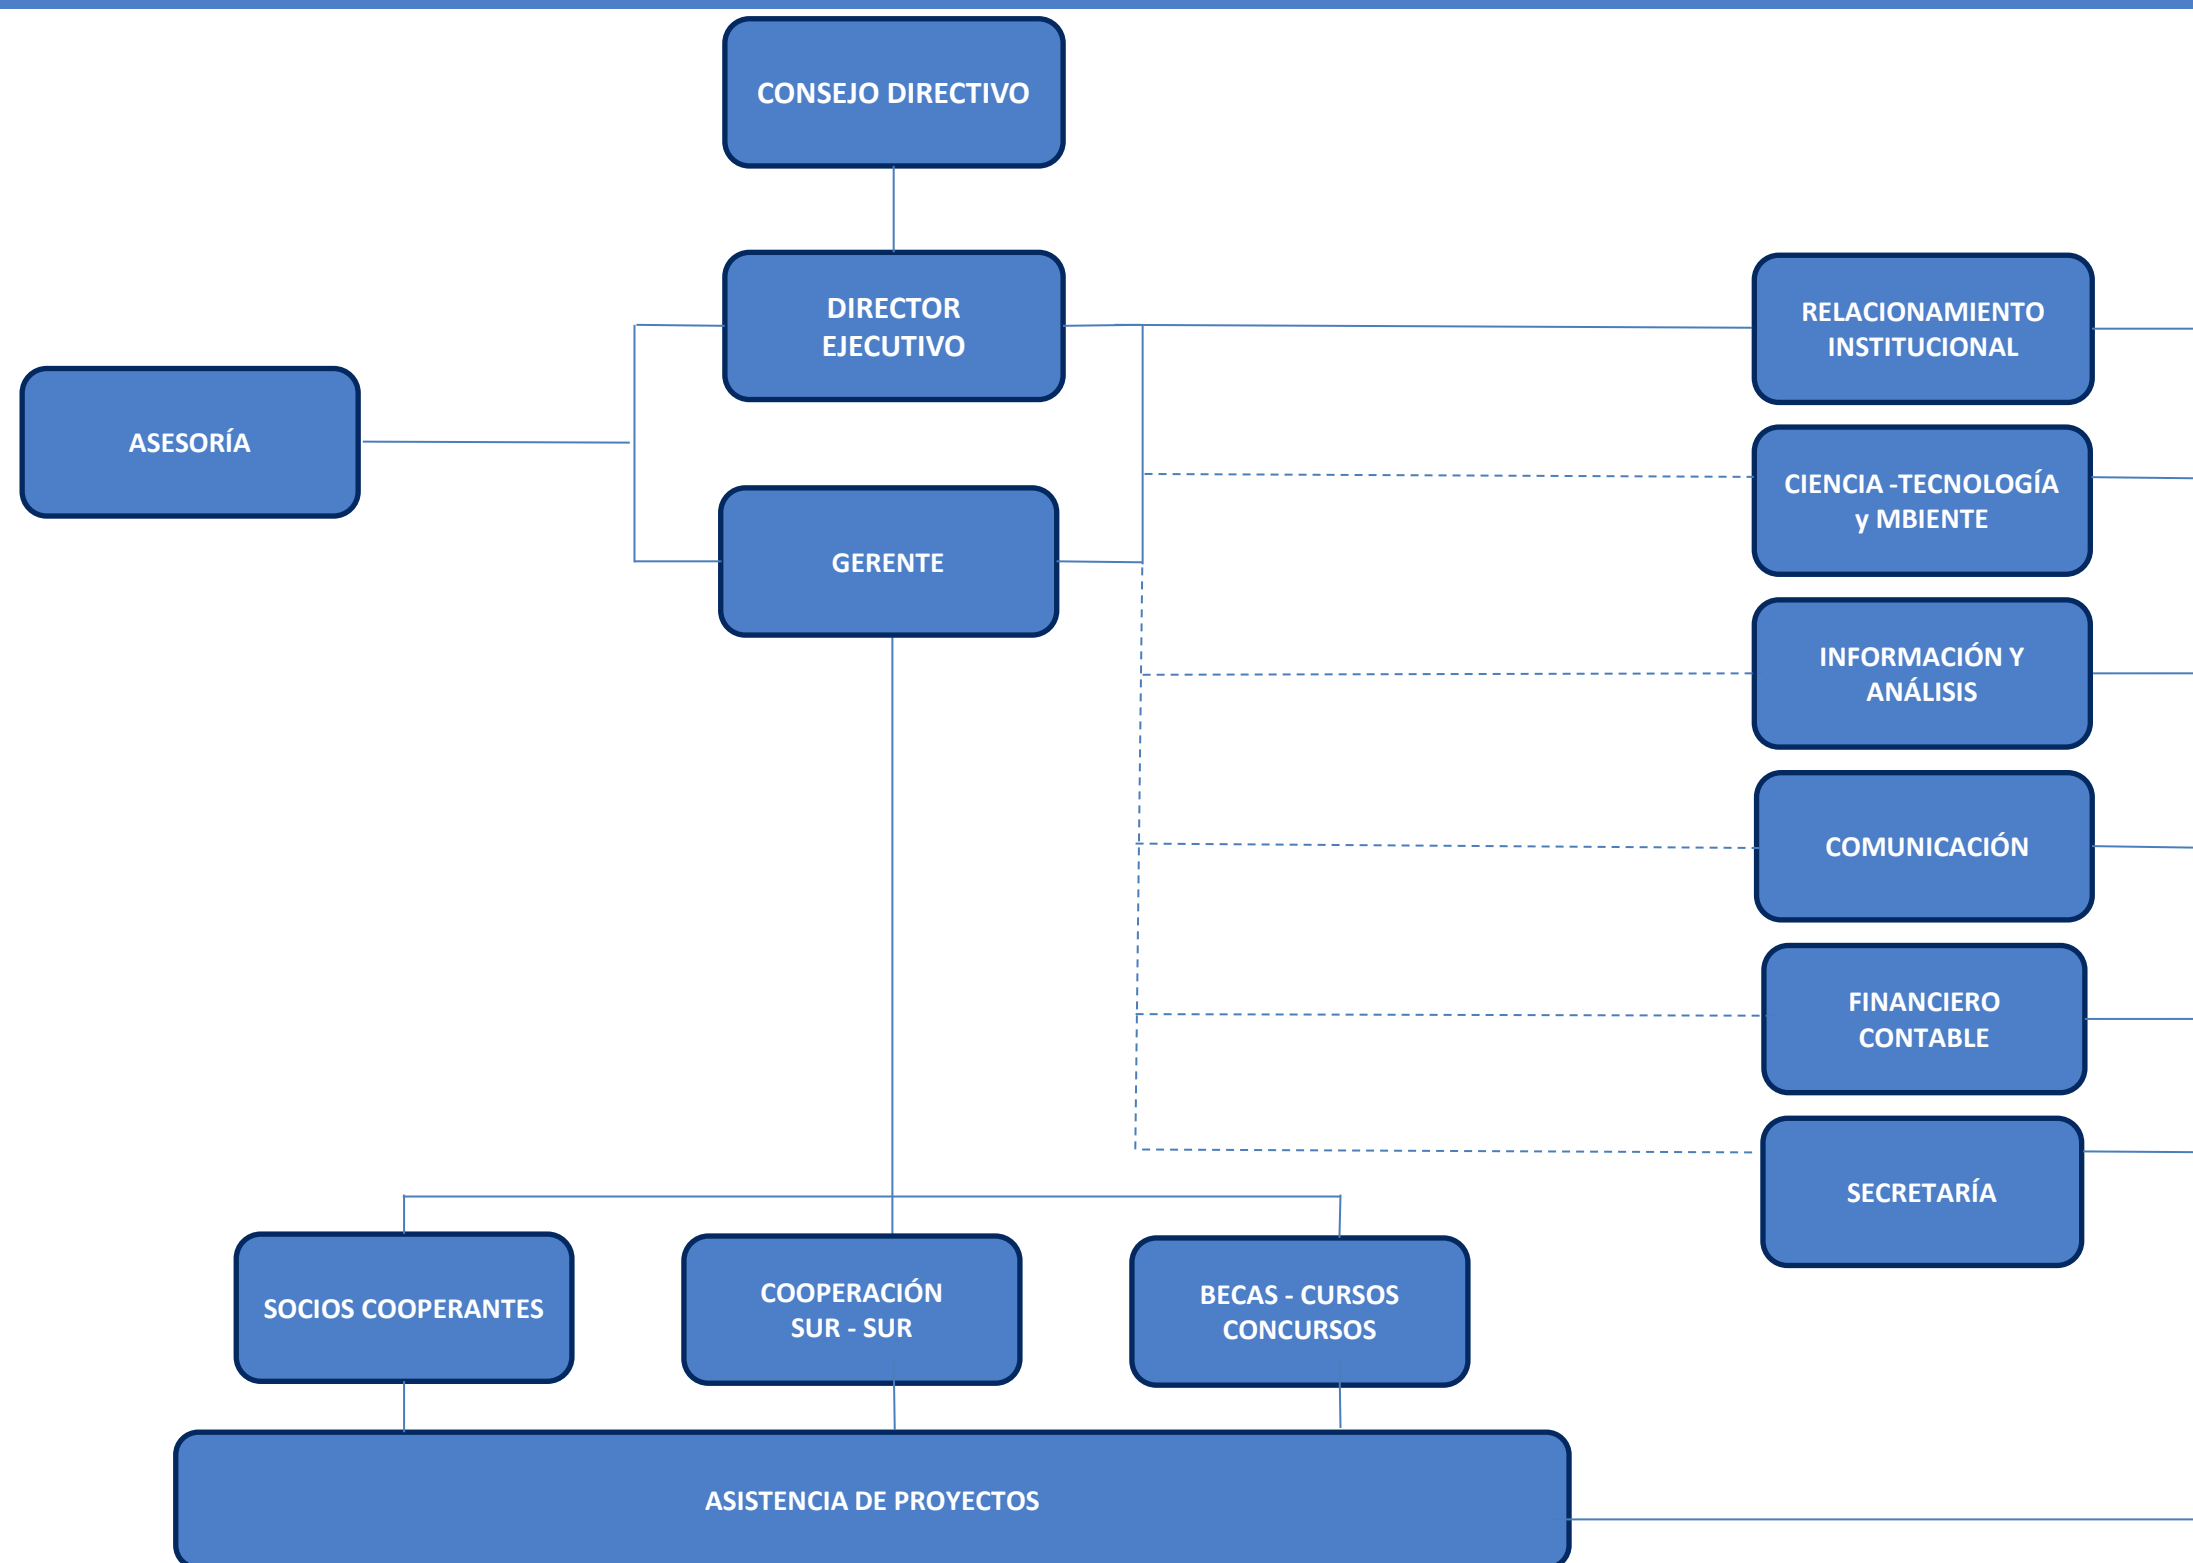 CONSEJO DIRECTIVO
DIRECTOR
EJECUTIVO
RELACIONAMIENTO
INSTITUCIONAL
ASESORÍA
CIENCIA -TECNOLOGÍA
y MBIENTE
GERENTE
INFORMACIÓN Y
ANÁLISIS
COMUNICACIÓN
FINANCIERO
CONTABLE
SECRETARÍA
SOCIOS COOPERANTES
COOPERACIÓN
SUR - SUR
BECAS - CURSOS
CONCURSOS
ASISTENCIA DE PROYECTOS